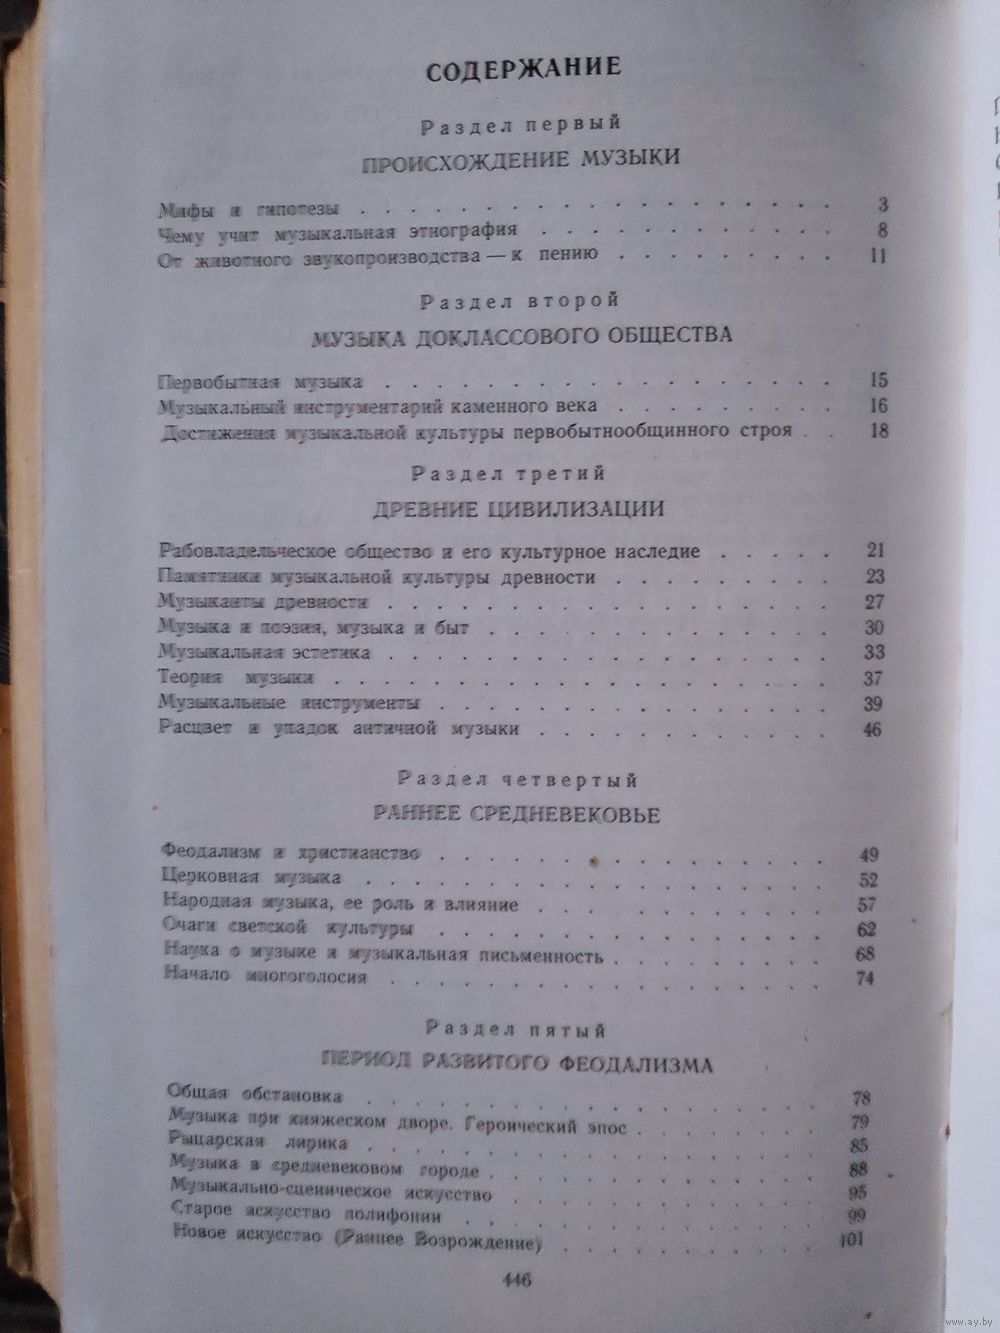 СОДЕРЖАНИЕ
Раздел первый
ПРОИСХОЖДЕНИЕ МУЗЫКИ
Мифы и гипотезы . . . . . . . . . . . . . . . . . . . 3
Чему учит музыкальная этнография . . . . . . . . . . . . 8
От животного звукопроизводства — к пению . . . . . . . . . 11
Раздел второй
МУЗЫКА ДОКЛАССОВОГО ОБЩЕСТВА
Первобытная музыка . . . . . . . . . . . . . . . . . . 15
Музыкальный инструментарий каменного века . . . . . . . . . 16
Достижения музыкальной культуры первобытнообщинного строя . . 18
Раздел третий
ДРЕВНИЕ ЦИВИЛИЗАЦИИ
Рабовладельческое общество и его культурное наследие . . . . . 21
Памятники музыкальной культуры древности . . . . . . . . . 23
Музыканты древности . . . . . . . . . . . . . . . . . . 27
Музыка и поэзия, музыка и быт . . . . . . . . . . . . . . 30
Музыкальная эстетика . . . . . . . . . . . . . . . . . . 33
Теория музыки . . . . . . . . . . . . . . . . . . . . 37
Музыкальные инструменты . . . . . . . . . . . . . . . . 39
Расцвет и упадок античной музыки . . . . . . . . . . . . 46
Раздел четвертый
РАННЕЕ СРЕДНЕВЕКОВЬЕ
Феодализм и христианство . . . . . . . . . . . . . . . . 49
Церковная музыка . . . . . . . . . . . . . . . . . . . 52
Народная музыка, ее роль и влияние . . . . . . . . . . . . 57
Очаги светской культуры . . . . . . . . . . . . . . . . 62
Наука о музыке и музыкальная письменность . . . . . . . . . 68
Начало многоголосия . . . . . . . . . . . . . . . . . . 74
Раздел пятый
ПЕРИОД РАЗВИТОГО ФЕОДАЛИЗМА
Общая обстановка . . . . . . . . . . . . . . . . . . . 78
Музыка при княжеском дворе. Героический эпос . . . . . . . . 79
Рыцарская лирика . . . . . . . . . . . . . . . . . . . 85
Музыка в средневековом городе . . . . . . . . . . . . . . 88
Музыкально-сценическое искусство . . . . . . . . . . . . . 95
Старое искусство полифонии . . . . . . . . . . . . . . . 99
Новое искусство (Раннее Возрождение) . . . . . . . . . . . 101
446
www.ay.by